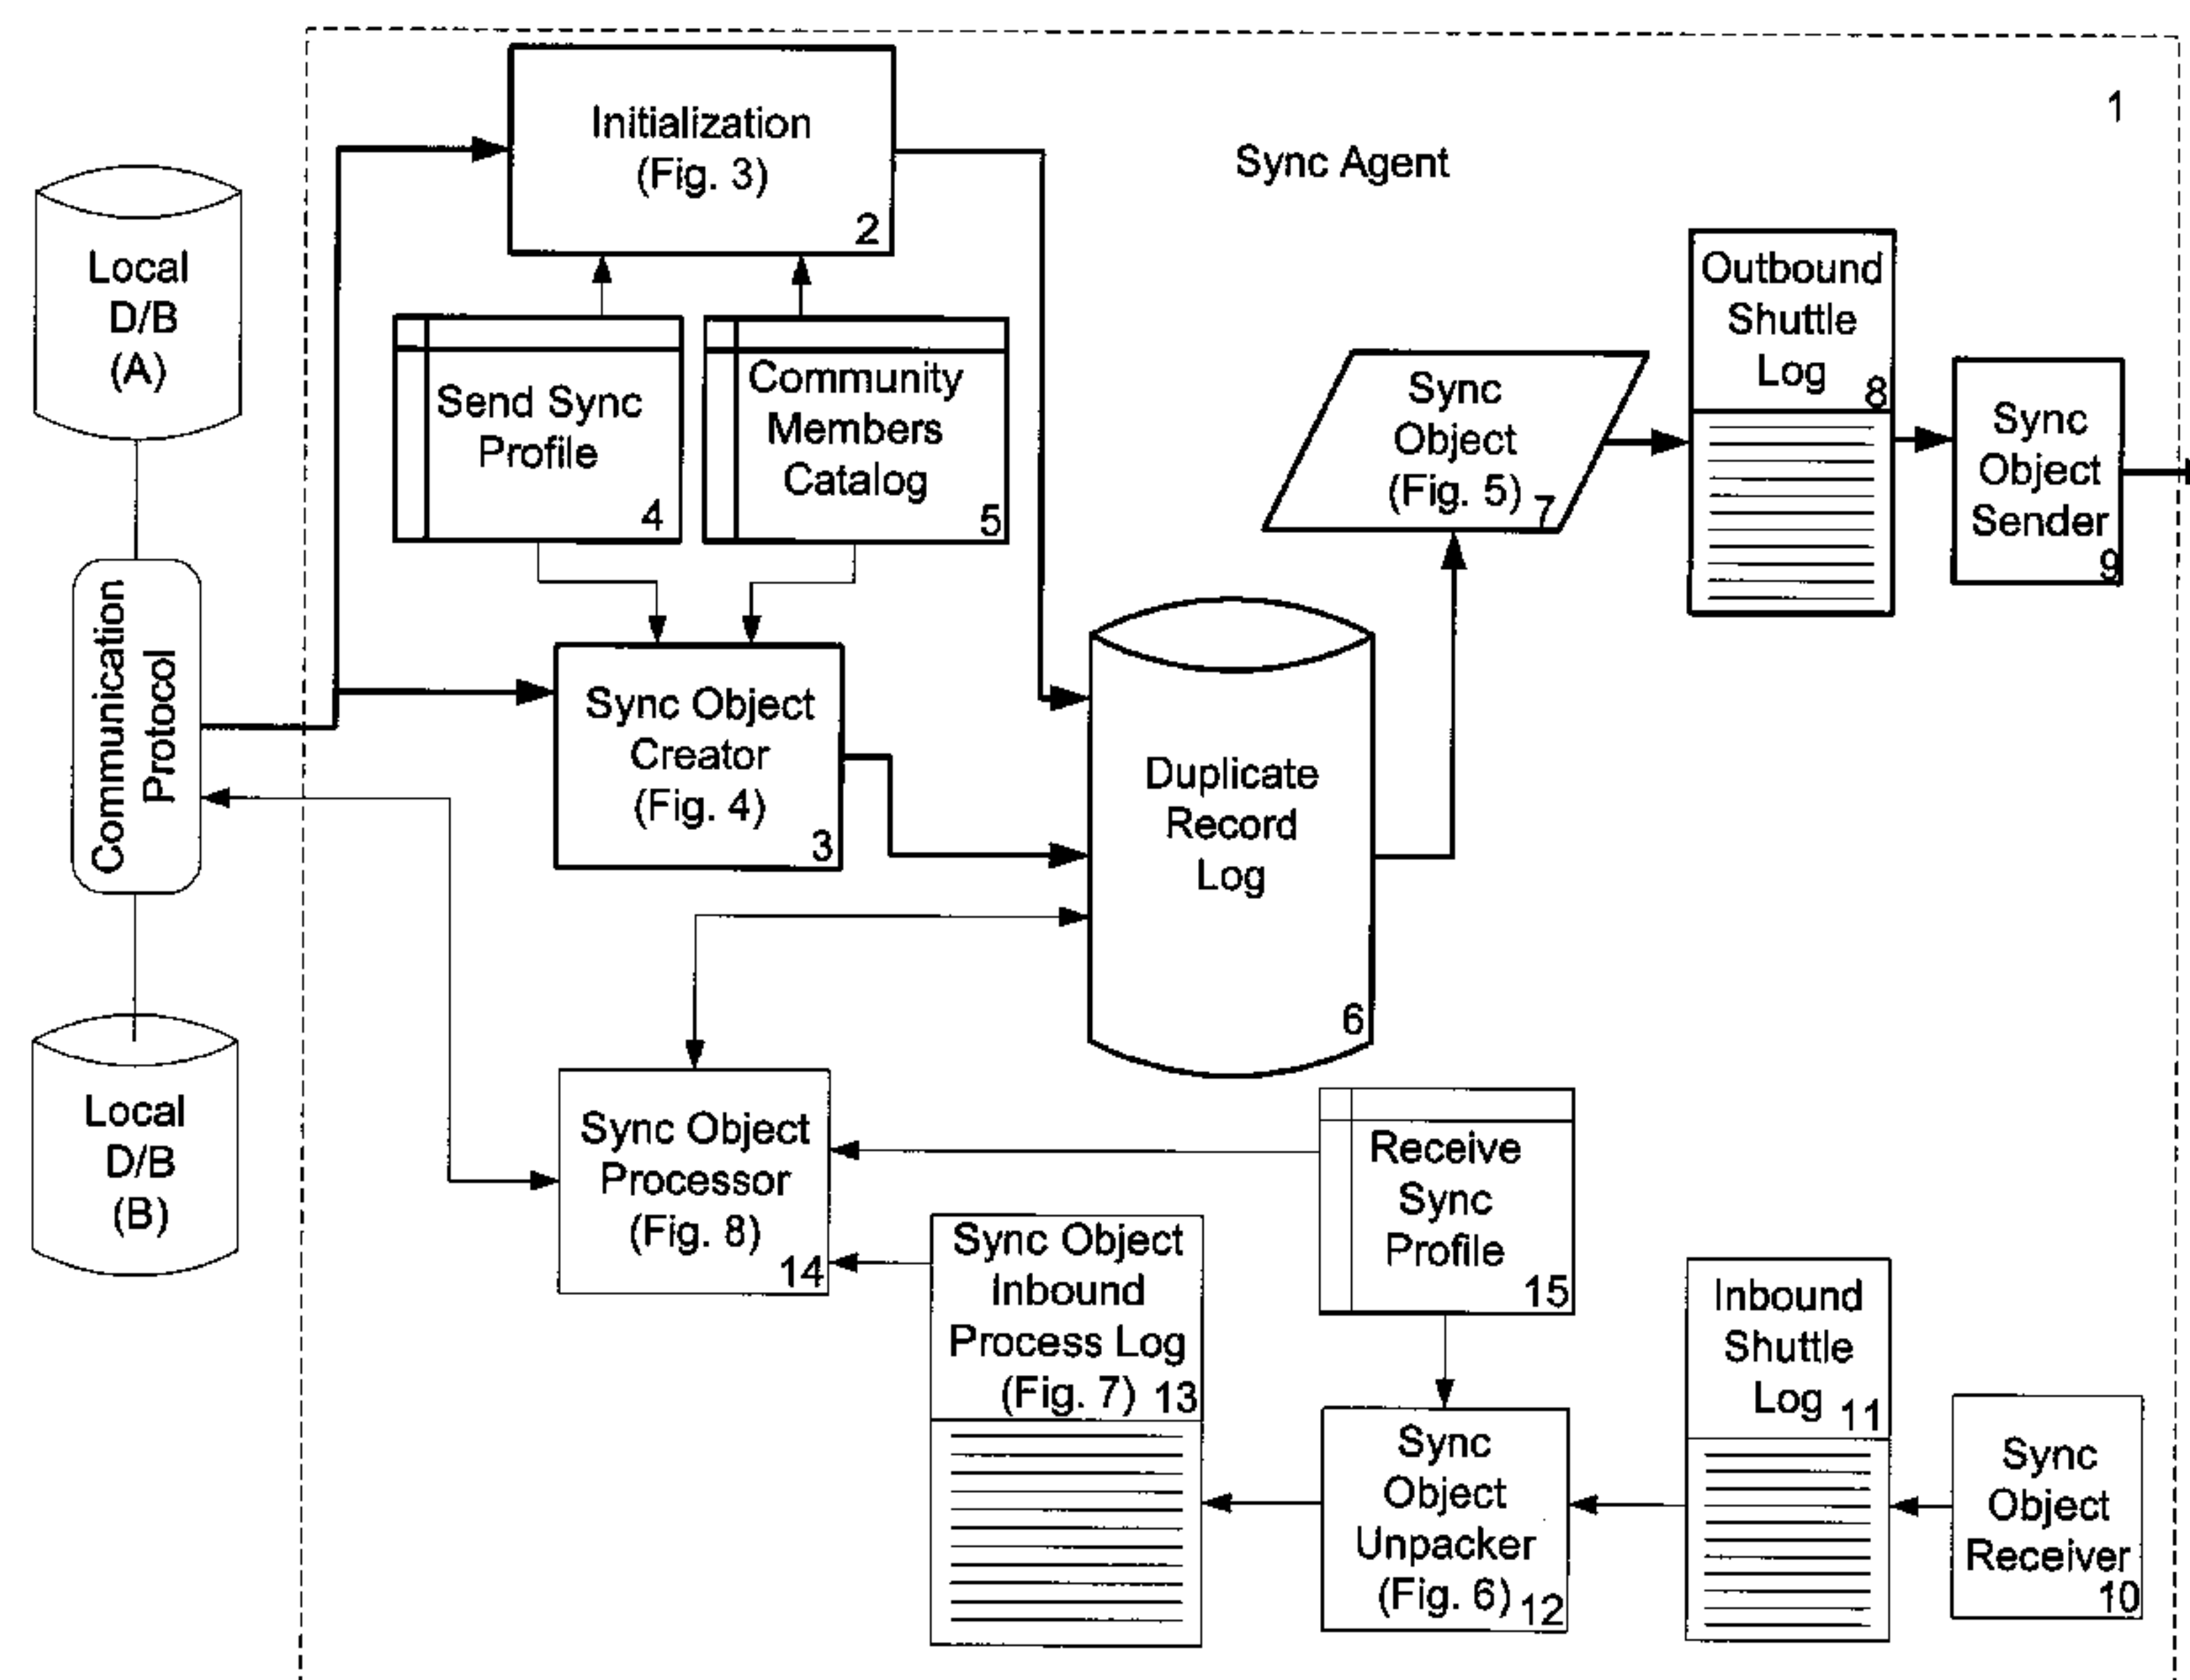 1
Sync Agent
Initialization
(Fig. 3)
2
Local
D/B
(A)
Send Sync
Profile
4
Community
Members
Catalog
5
Outbound
Shuttle
Log
8
Sync
Object
(Fig. 5)
7
Sync
Object
Sender
9
Communication
Protocol
Sync Object
Creator
(Fig. 4)
3
Duplicate
Record
Log
6
Local
D/B
(B)
Sync Object
Processor
(Fig. 8)
14
Receive
Sync
Profile
15
Sync Object
Inbound
Process Log
(Fig. 7) 13
Sync
Object
Unpacker
(Fig. 6) 12
Inbound
Shuttle
Log 11
Sync
Object
Receiver
10